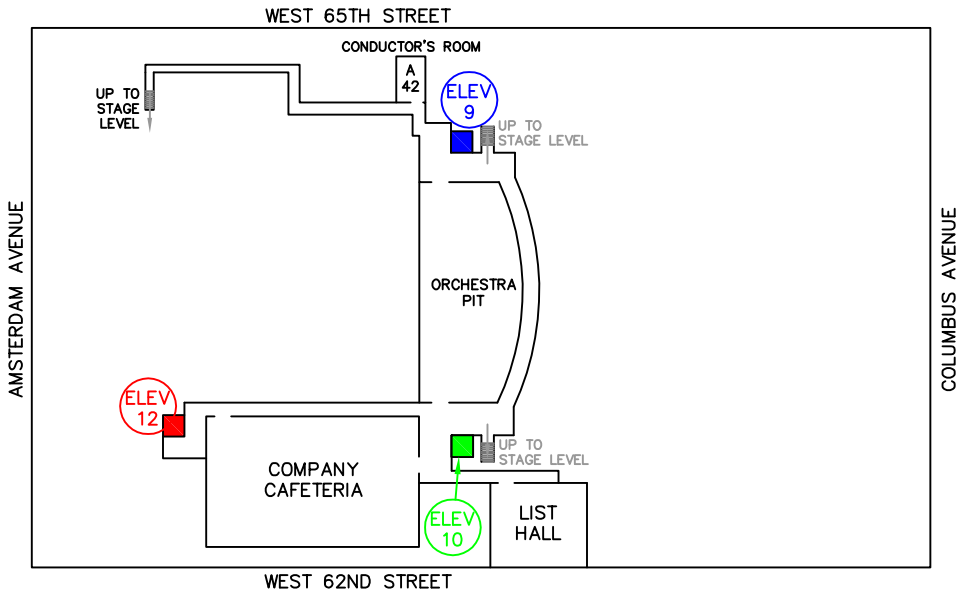 WEST 65TH STREET
CONDUCTOR'S ROOM
A
42
ELEV
9
UP TO
STAGE
LEVEL
UP TO
STAGE LEVEL
AMSTERDAM AVENUE
COLUMBUS AVENUE
ORCHESTRA
PIT
ELEV
12
UP TO
STAGE LEVEL
COMPANY
CAFETERIA
ELEV
10
LIST
HALL
WEST 62ND STREET